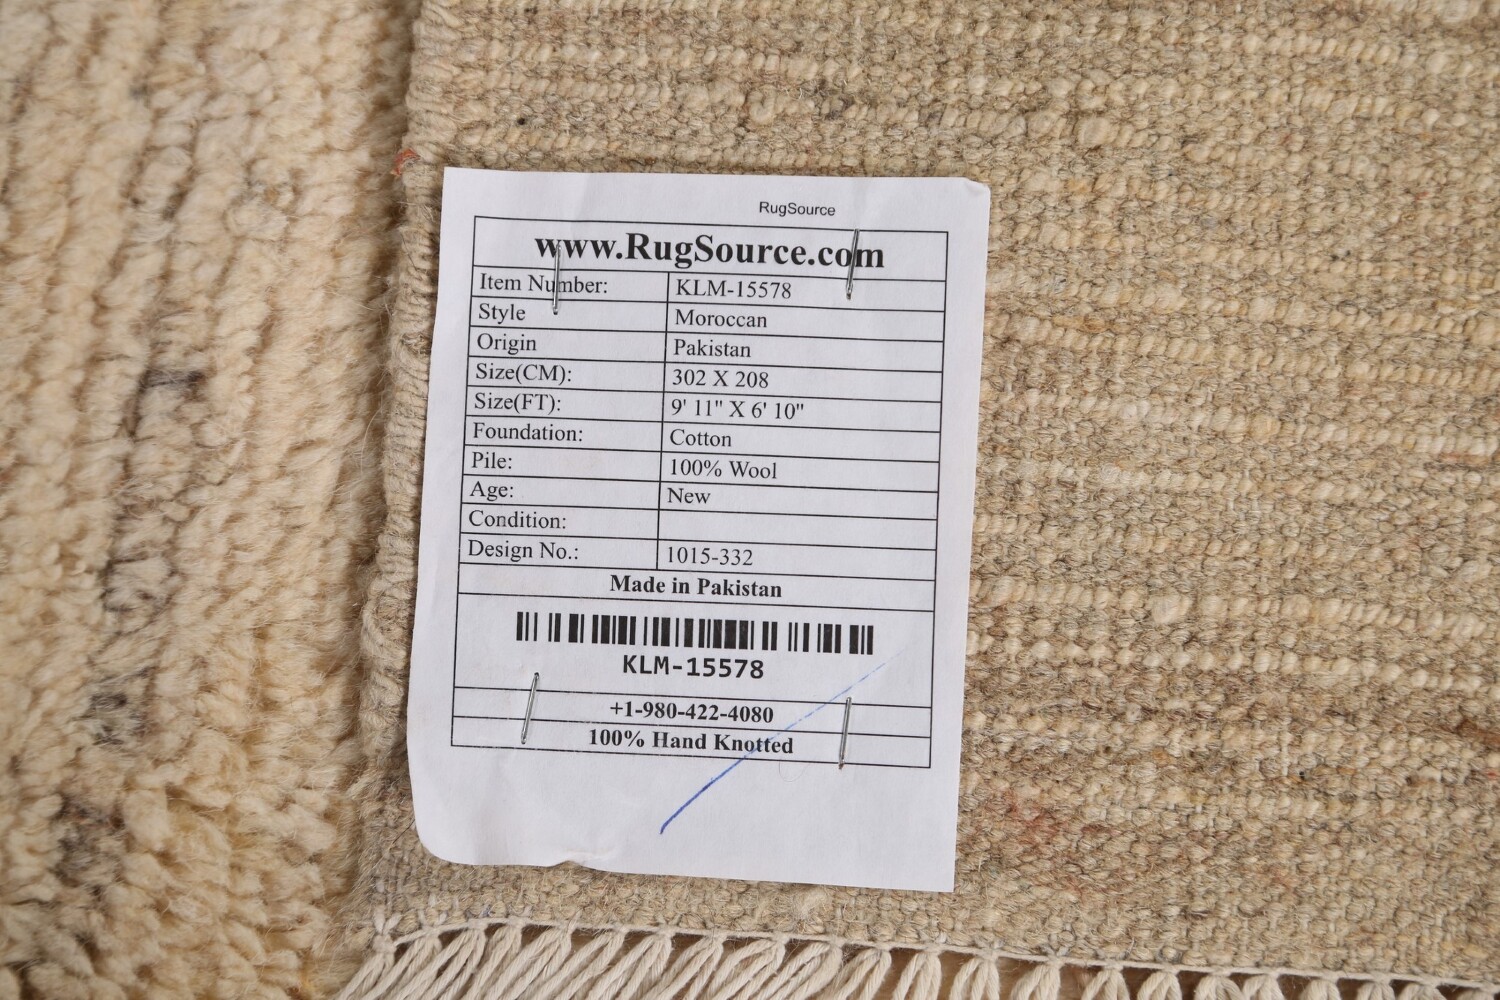 RugSource
www.RugSource.com
Item Number: KLM-15578
Style Moroccan
Origin Pakistan
Size(CM): 302 X 208
Size(FT): 9' 11" X 6' 10"
Foundation: Cotton
Pile: 100% Wool
Age: New
Condition:
Design No.: 1015-332
Made in Pakistan
KLM-15578
+1-980-422-4080
100% Hand Knotted